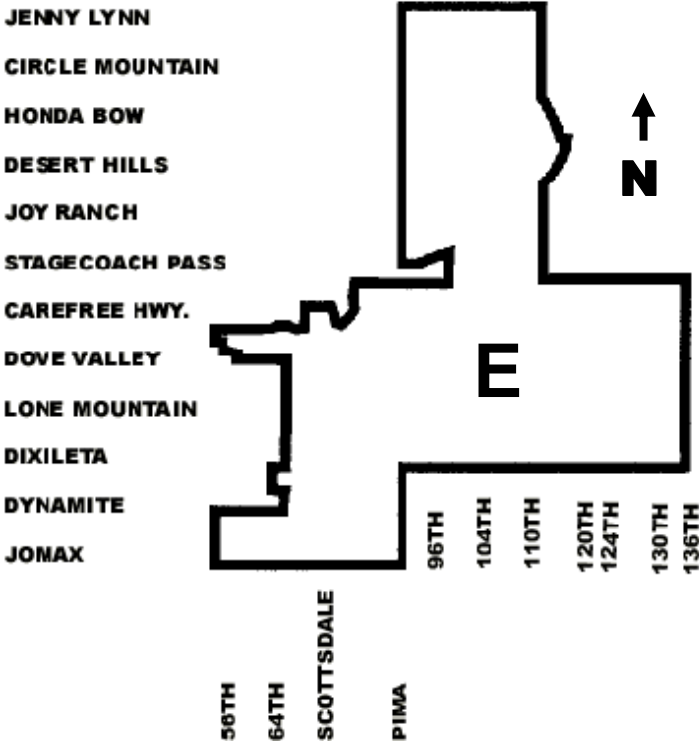 JENNY LYNN
CIRCLE MOUNTAIN
HONDA BOW
DESERT HILLS
N
JOY RANCH
STAGECOACH PASS
CAREFREE HWY.
DOVE VALLEY
E
LONE MOUNTAIN
DIXILETA
DYNAMITE
JOMAX
96TH
104TH
110TH
120TH
124TH
130TH
136TH
56TH
64TH
SCOTTSDALE
PIMA